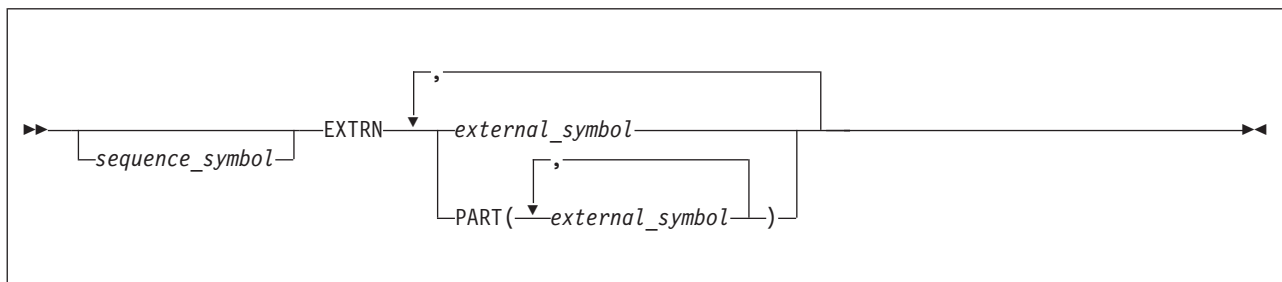 ,
EXTRN external_symbol
sequence_symbol
,
PART( external_symbol )